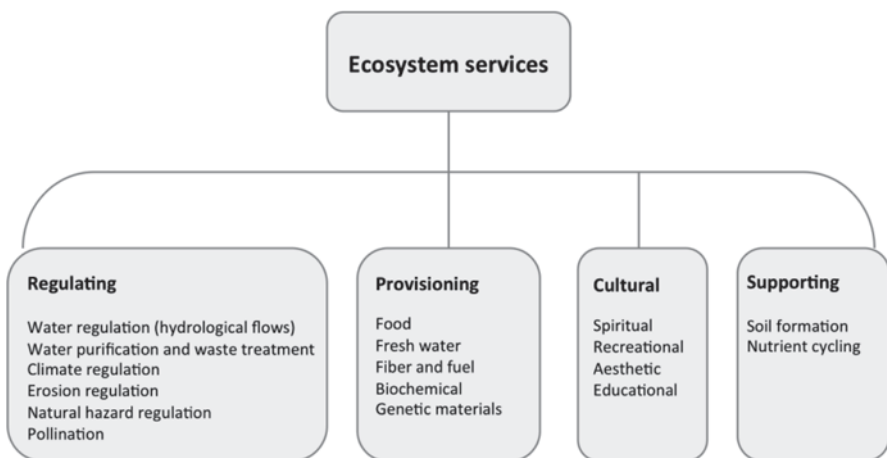 Ecosystem services
Regulating
Water regulation (hydrological flows)
Water purification and waste treatment
Climate regulation
Erosion regulation
Natural hazard regulation
Pollination
Provisioning
Food
Fresh water
Fiber and fuel
Biochemical
Genetic materials
Cultural
Spiritual
Recreational
Aesthetic
Educational
Supporting
Soil formation
Nutrient cycling